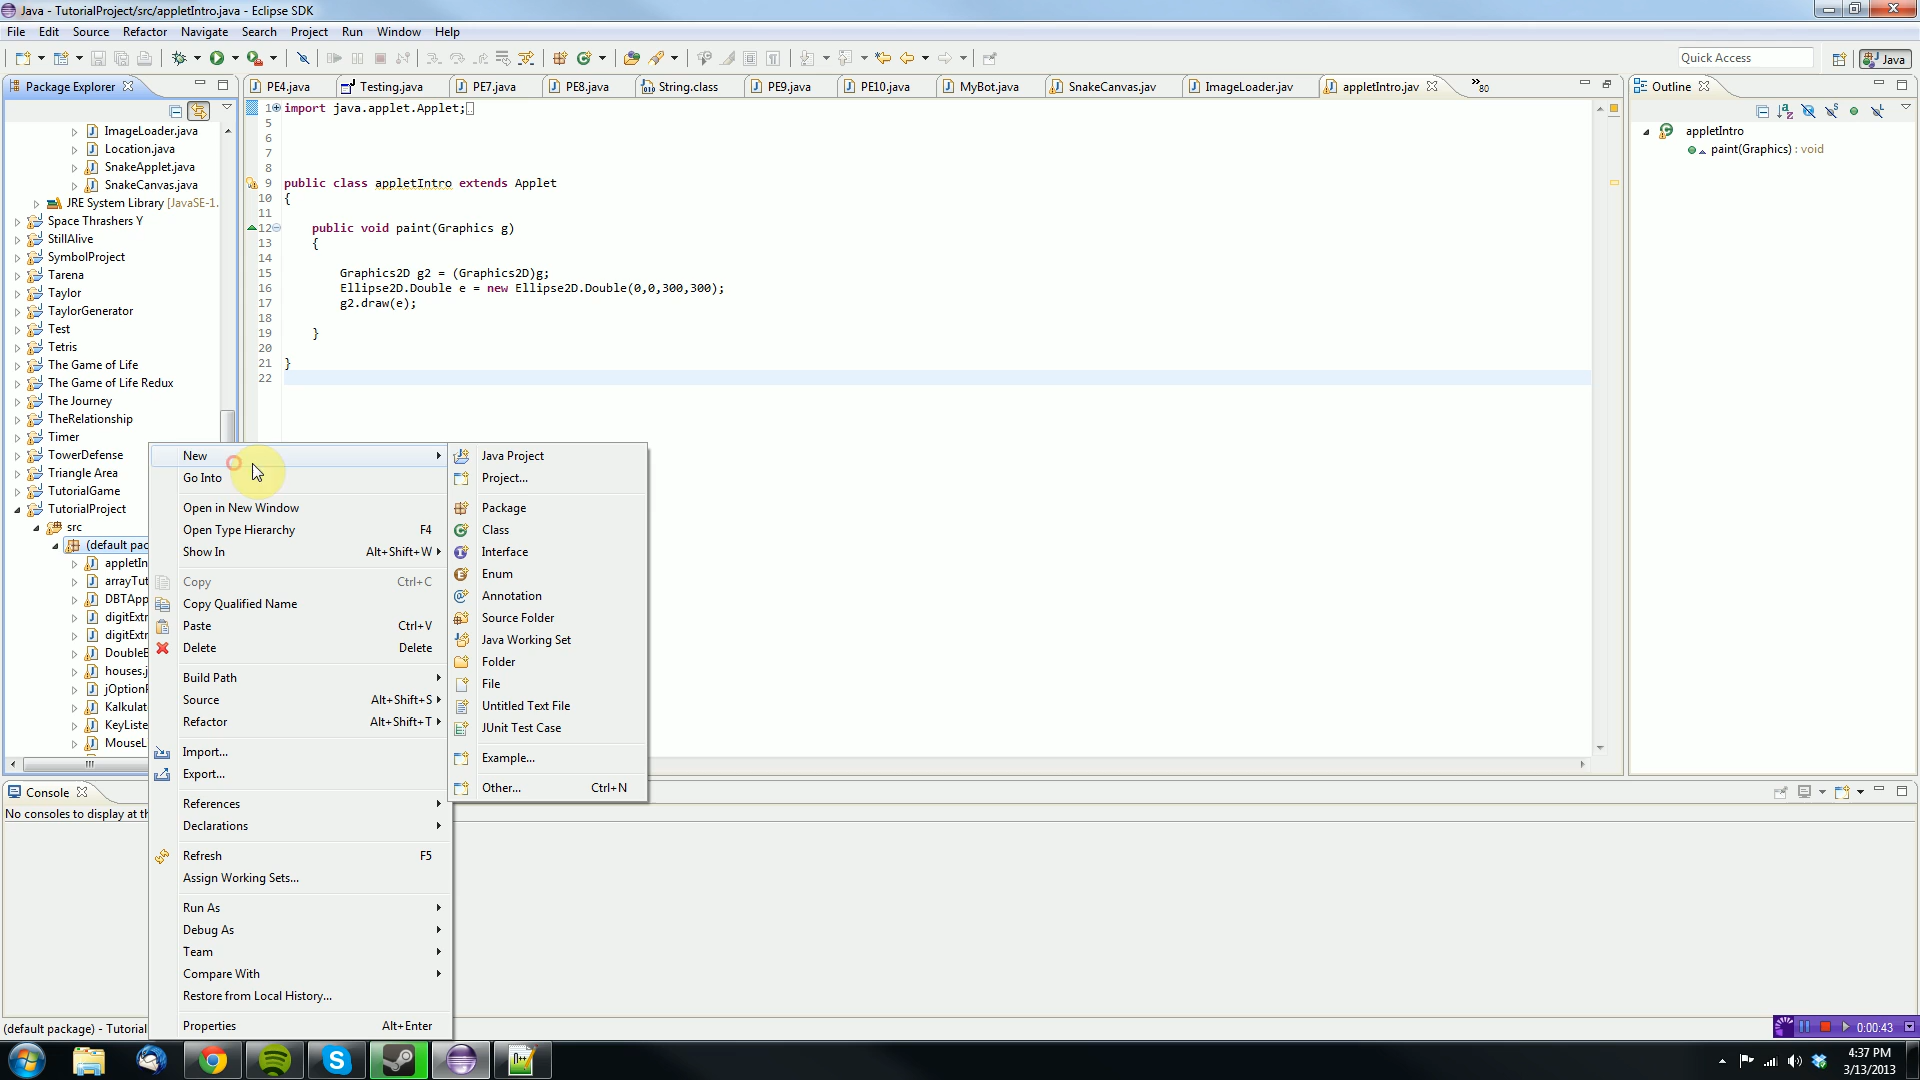 Java - TutorialProject/src/appletIntro.java - Eclipse SDK
File Edit Source Refactor Navigate Search Project Run Window Help
Quick Access
Java
Package Explorer
PE4.java Testing.java PE7.java PE8.java String.class PE9.java PE10.java MyBot.java SnakeCanvas.jav ImageLoader.jav appletIntro.jav »80
Outline
ImageLoader.java
Location.java
SnakeApplet.java
SnakeCanvas.java
JRE System Library [JavaSE-1.
Space Thrashers Y
StillAlive
SymbolProject
Tarena
Taylor
TaylorGenerator
Test
Tetris
The Game of Life
The Game of Life Redux
The Journey
TheRelationship
Timer
TowerDefense
Triangle Area
TutorialGame
TutorialProject
src
(default pac
appletIn
arrayTut
DBTApp
digitExtr
digitExtr
DoubleB
houses.j
jOptionP
Kalkulat
KeyListe
MouseL
1 import java.applet.Applet;
5
6
7
8
9 public class appletIntro extends Applet
10 {
11
12 public void paint(Graphics g)
13 {
14
15 Graphics2D g2 = (Graphics2D)g;
16 Ellipse2D.Double e = new Ellipse2D.Double(0,0,300,300);
17 g2.draw(e);
18
19 }
20
21 }
22
appletIntro
paint(Graphics) : void
New
Go Into
Open in New Window
Open Type Hierarchy F4
Show In Alt+Shift+W
Copy Ctrl+C
Copy Qualified Name
Paste Ctrl+V
Delete Delete
Build Path
Source Alt+Shift+S
Refactor Alt+Shift+T
Import...
Export...
References
Declarations
Refresh F5
Assign Working Sets...
Run As
Debug As
Team
Compare With
Restore from Local History...
Properties Alt+Enter
Java Project
Project...
Package
Class
Interface
Enum
Annotation
Source Folder
Java Working Set
Folder
File
Untitled Text File
JUnit Test Case
Example...
Other... Ctrl+N
Console
No consoles to display at th
(default package) - Tutorial
0:00:43
4:37 PM
3/13/2013